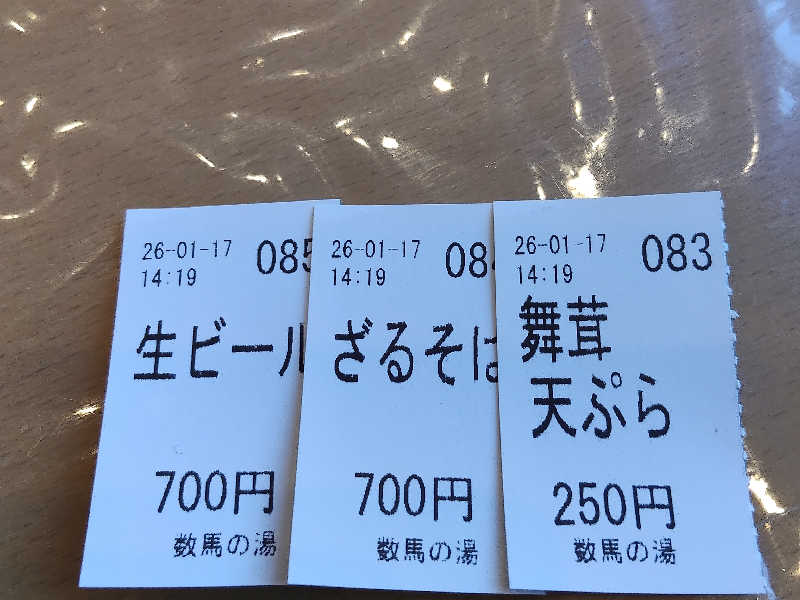 26-01-17 085
14:19
生ビール
700円
数馬の湯
26-01-17 084
14:19
ざるそば
700円
数馬の湯
26-01-17 083
14:19
舞茸
天ぷら
250円
数馬の湯